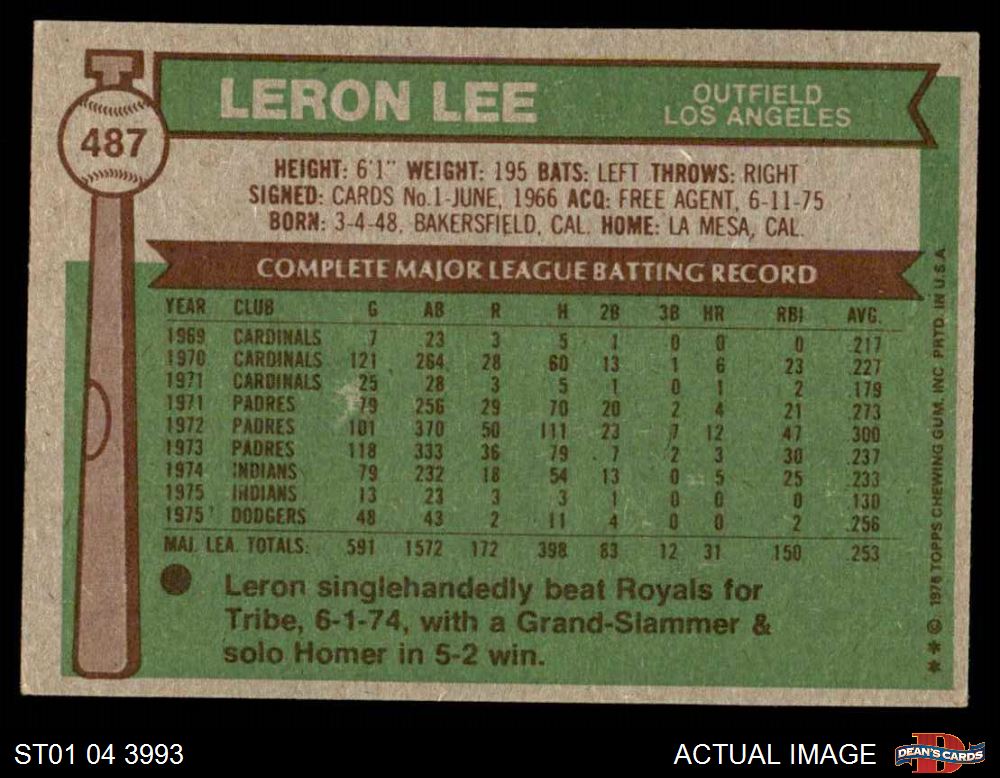 LERON LEE
OUTFIELD
LOS ANGELES
487
HEIGHT: 6'1" WEIGHT: 195 BATS: LEFT THROWS: RIGHT
SIGNED: CARDS No.1-JUNE, 1966 ACQ: FREE AGENT, 6-11-75
BORN: 3-4-48, BAKERSFIELD, CAL. HOME: LA MESA, CAL.
COMPLETE MAJOR LEAGUE BATTING RECORD
YEAR CLUB G AB R H 2B 3B HR RBI AVG.
1969 CARDINALS 7 23 3 5 1 0 0 0 .217
1970 CARDINALS 121 264 28 60 13 1 6 23 .227
1971 CARDINALS 25 28 3 5 1 0 1 2 .179
1971 PADRES 79 256 29 70 20 2 4 21 .273
1972 PADRES 101 370 50 111 23 7 12 47 .300
1973 PADRES 118 333 36 79 7 2 3 30 .237
1974 INDIANS 79 232 18 54 13 0 5 25 .233
1975 INDIANS 13 23 3 3 1 0 0 0 .130
1975 DODGERS 48 43 2 11 4 0 0 2 .256
MAJ. LEA. TOTALS: 591 1572 172 398 83 12 31 150 .253
Leron singlehandedly beat Royals for
Tribe, 6-1-74, with a Grand-Slammer &
solo Homer in 5-2 win.
* * © 1976 TOPPS CHEWING GUM, INC PRTD. IN U.S.A
ST01 04 3993
ACTUAL IMAGE
D
DEAN'S CARDS